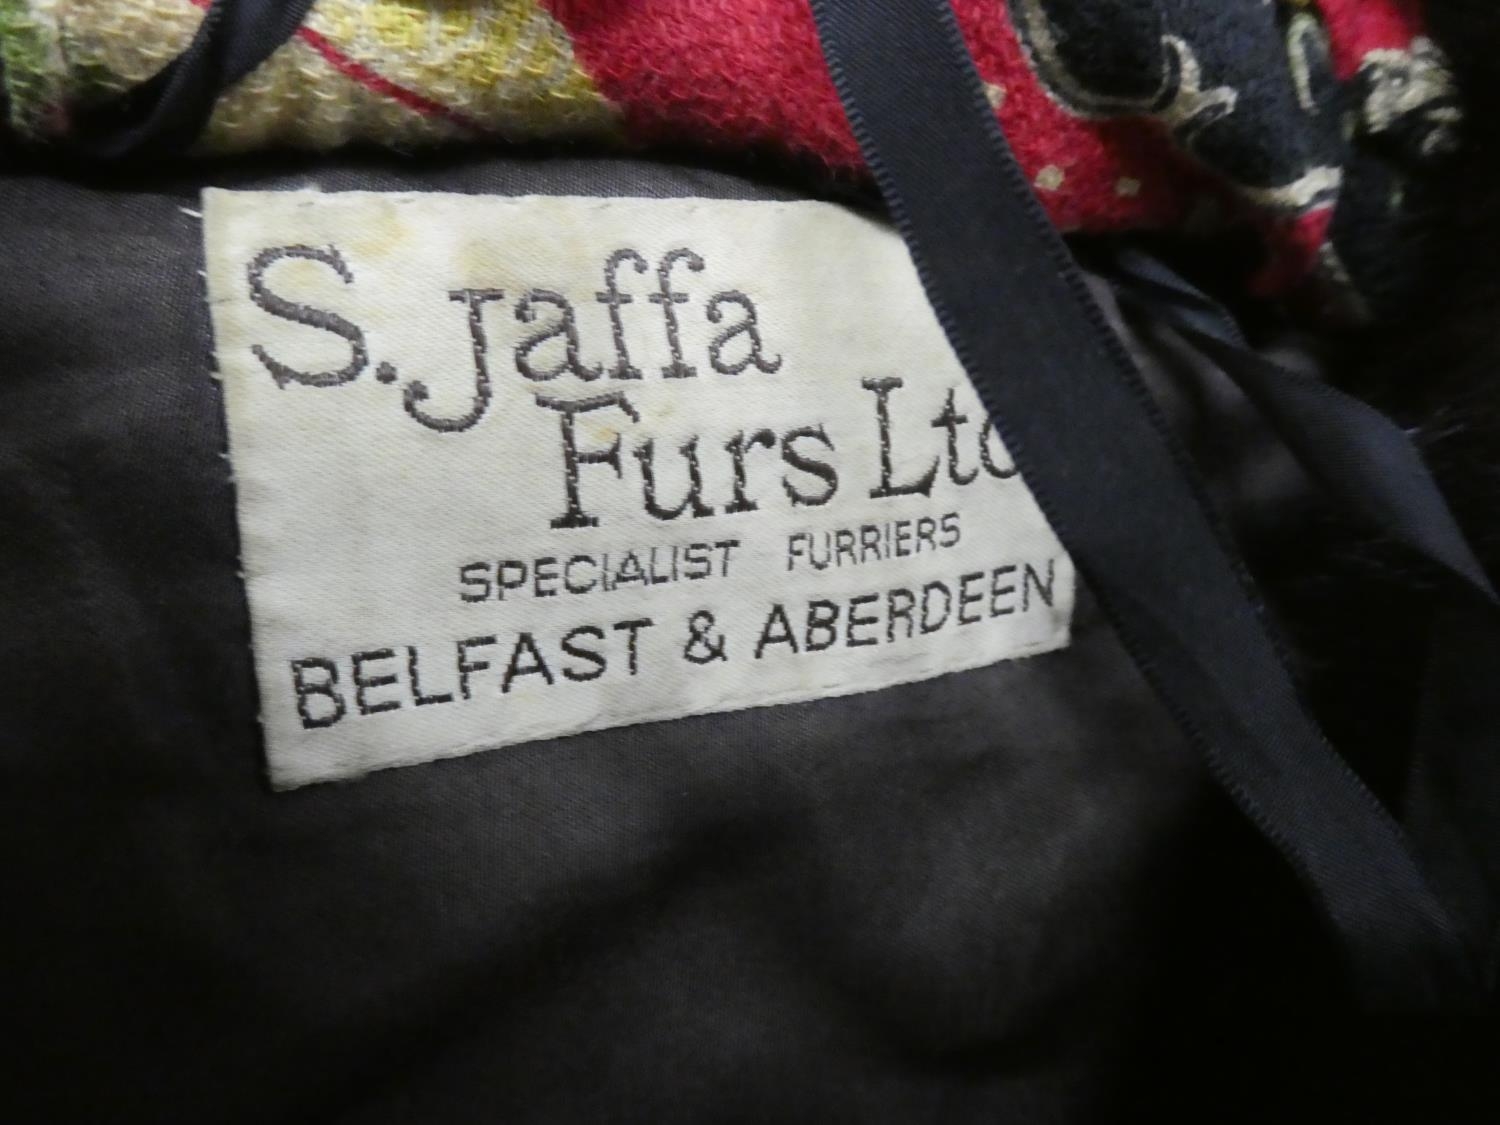 S. Jaffa
Furs Ltd
SPECIALIST FURRIERS
BELFAST & ABERDEEN